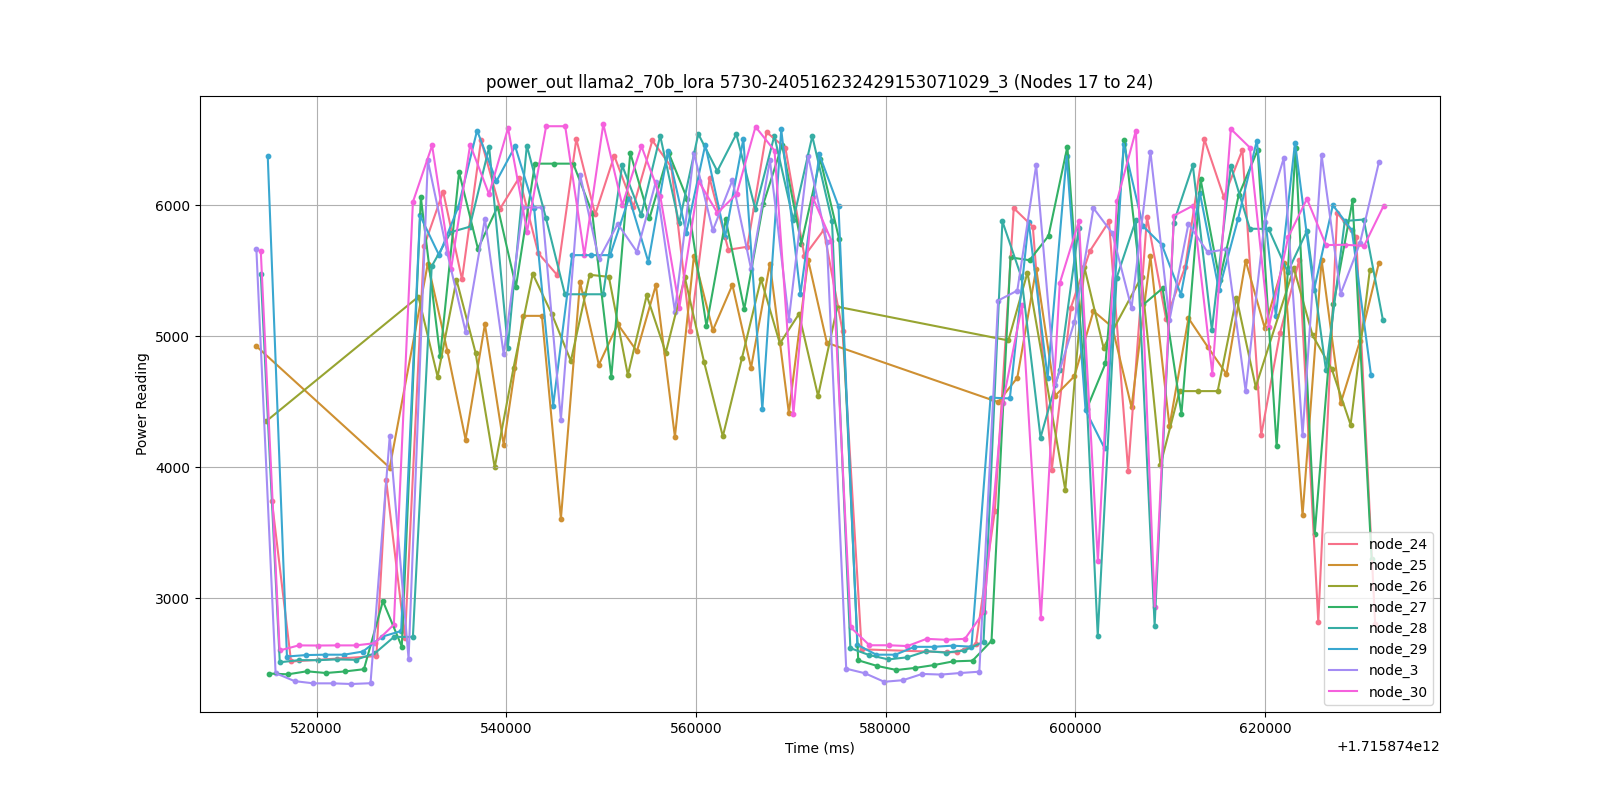 power_out llama2_70b_lora 5730-240516232429153071029_3 (Nodes 17 to 24)
Power Reading
6000
5000
4000
3000
520000
540000
560000
580000
600000
620000
Time (ms)
+1.715874e12
node_24
node_25
node_26
node_27
node_28
node_29
node_3
node_30